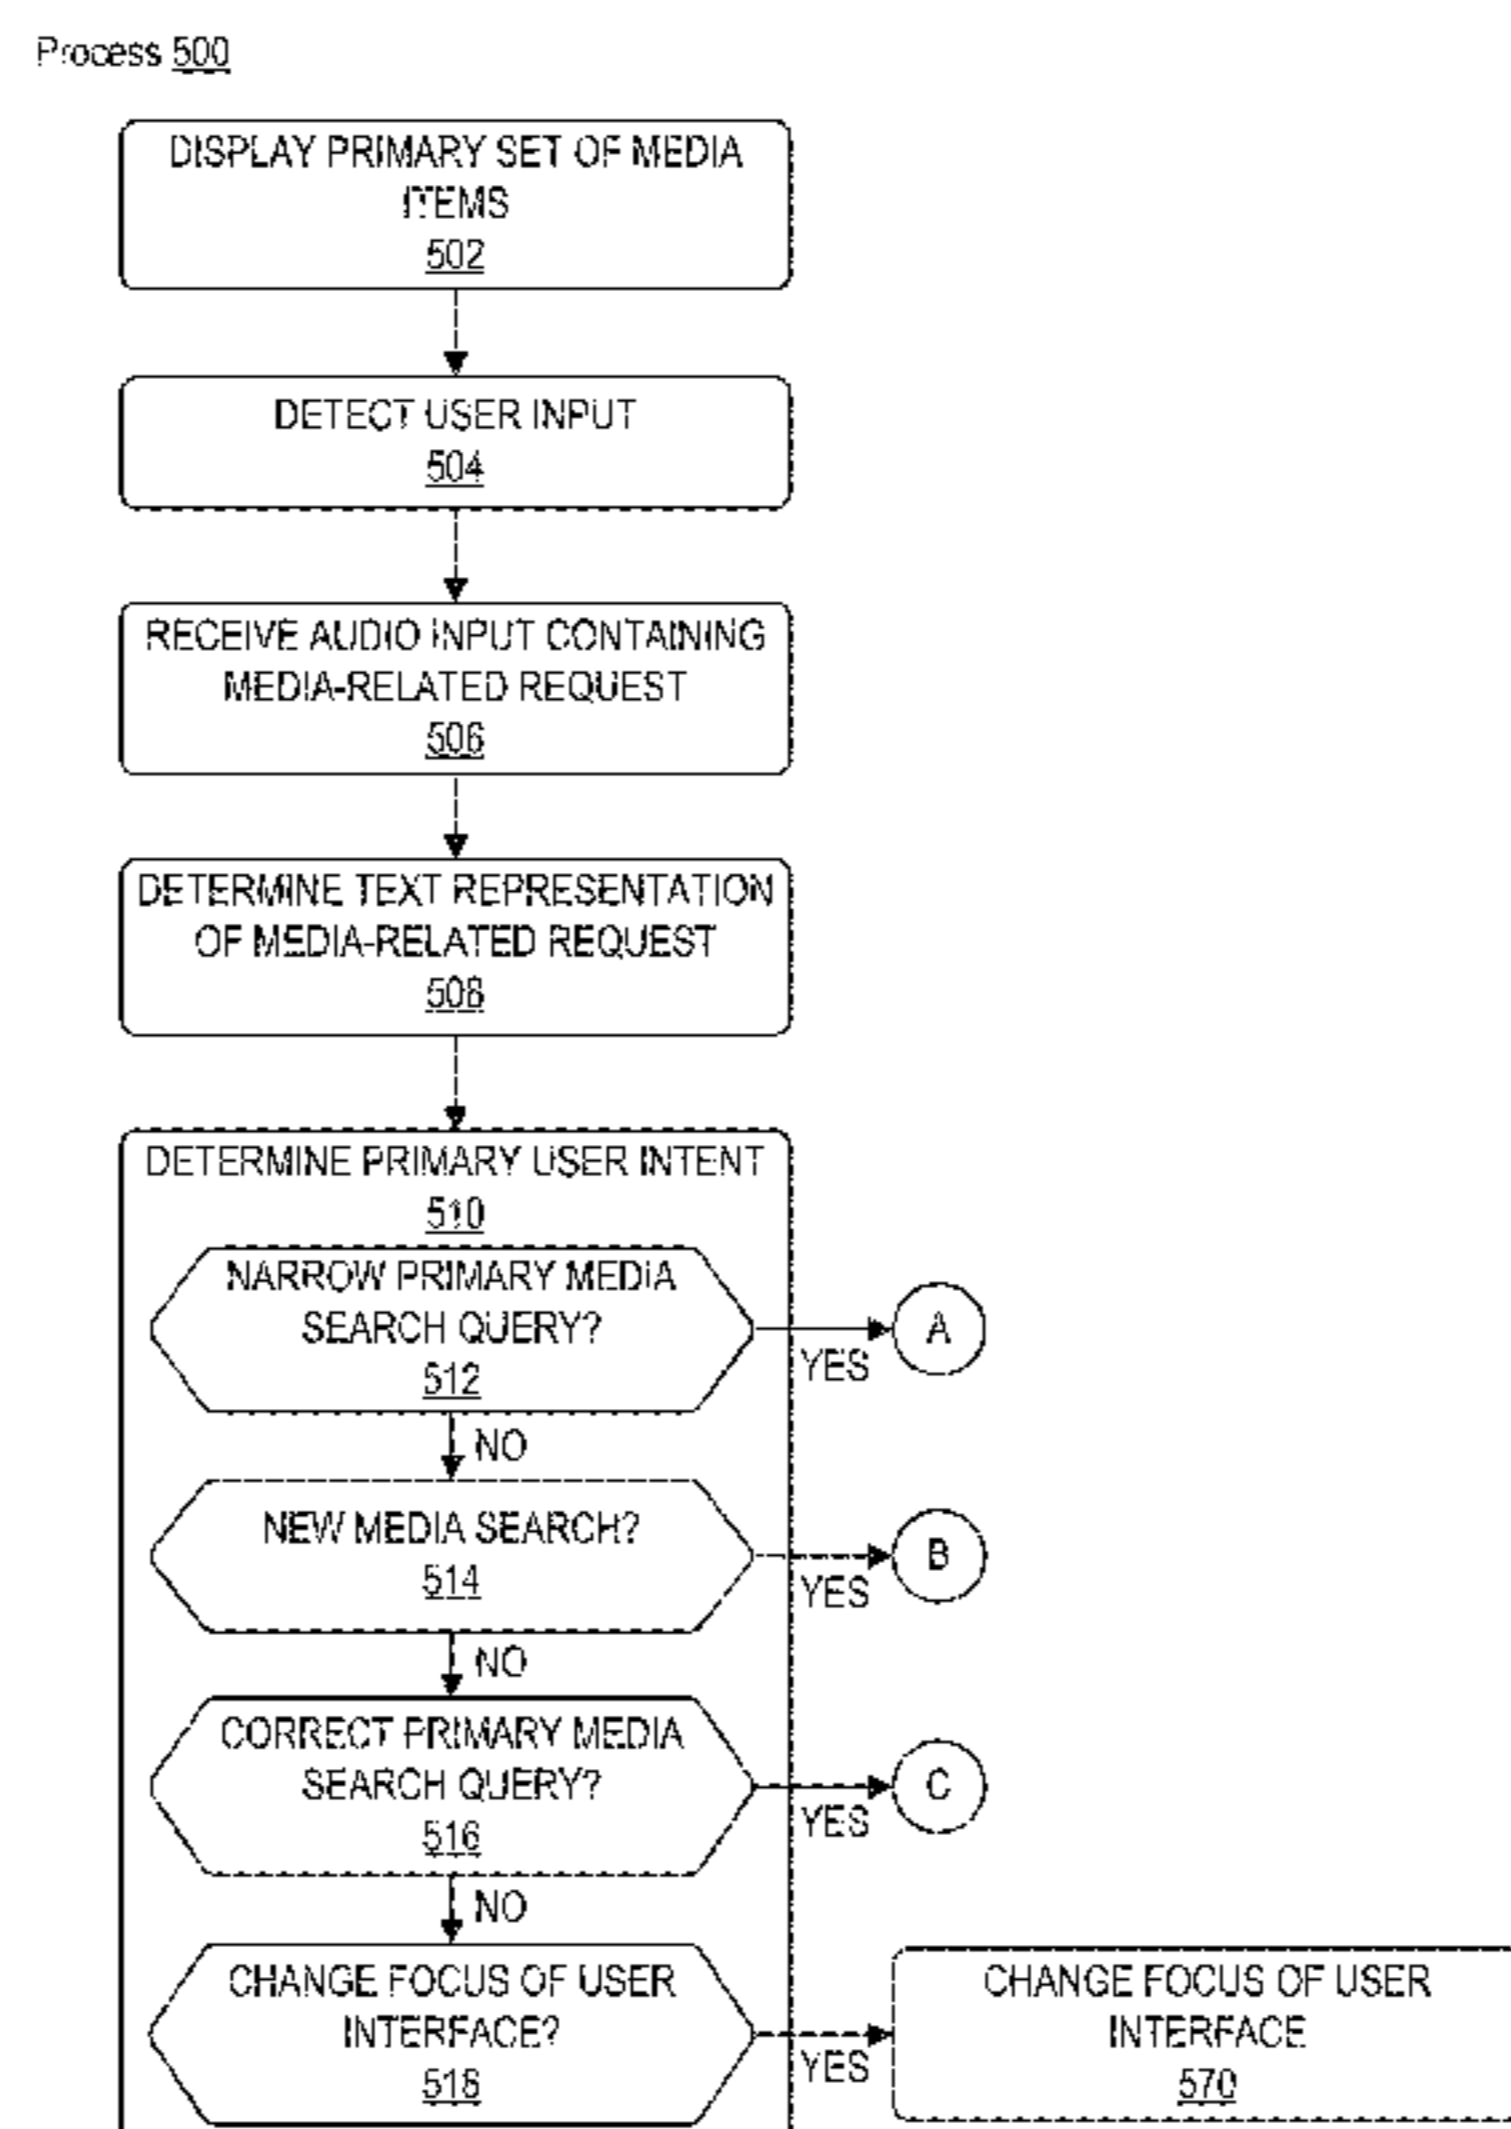 Process 500
DISPLAY PRIMARY SET OF MEDIA
ITEMS
502
DETECT USER INPUT
504
RECEIVE AUDIO INPUT CONTAINING
MEDIA-RELATED REQUEST
506
DETERMINE TEXT REPRESENTATION
OF MEDIA-RELATED REQUEST
508
DETERMINE PRIMARY USER INTENT
510
NARROW PRIMARY MEDIA
SEARCH QUERY?
512
YES
A
NO
NEW MEDIA SEARCH?
514
YES
B
NO
CORRECT PRIMARY MEDIA
SEARCH QUERY?
516
YES
C
NO
CHANGE FOCUS OF USER
INTERFACE?
518
YES
CHANGE FOCUS OF USER
INTERFACE
570